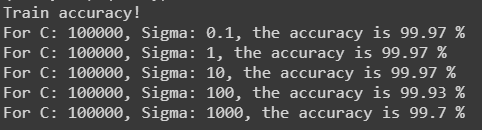 Train accuracy!
For C: 100000, Sigma: 0.1, the accuracy is 99.97 %
For C: 100000, Sigma: 1, the accuracy is 99.97 %
For C: 100000, Sigma: 10, the accuracy is 99.97 %
For C: 100000, Sigma: 100, the accuracy is 99.93 %
For C: 100000, Sigma: 1000, the accuracy is 99.7 %